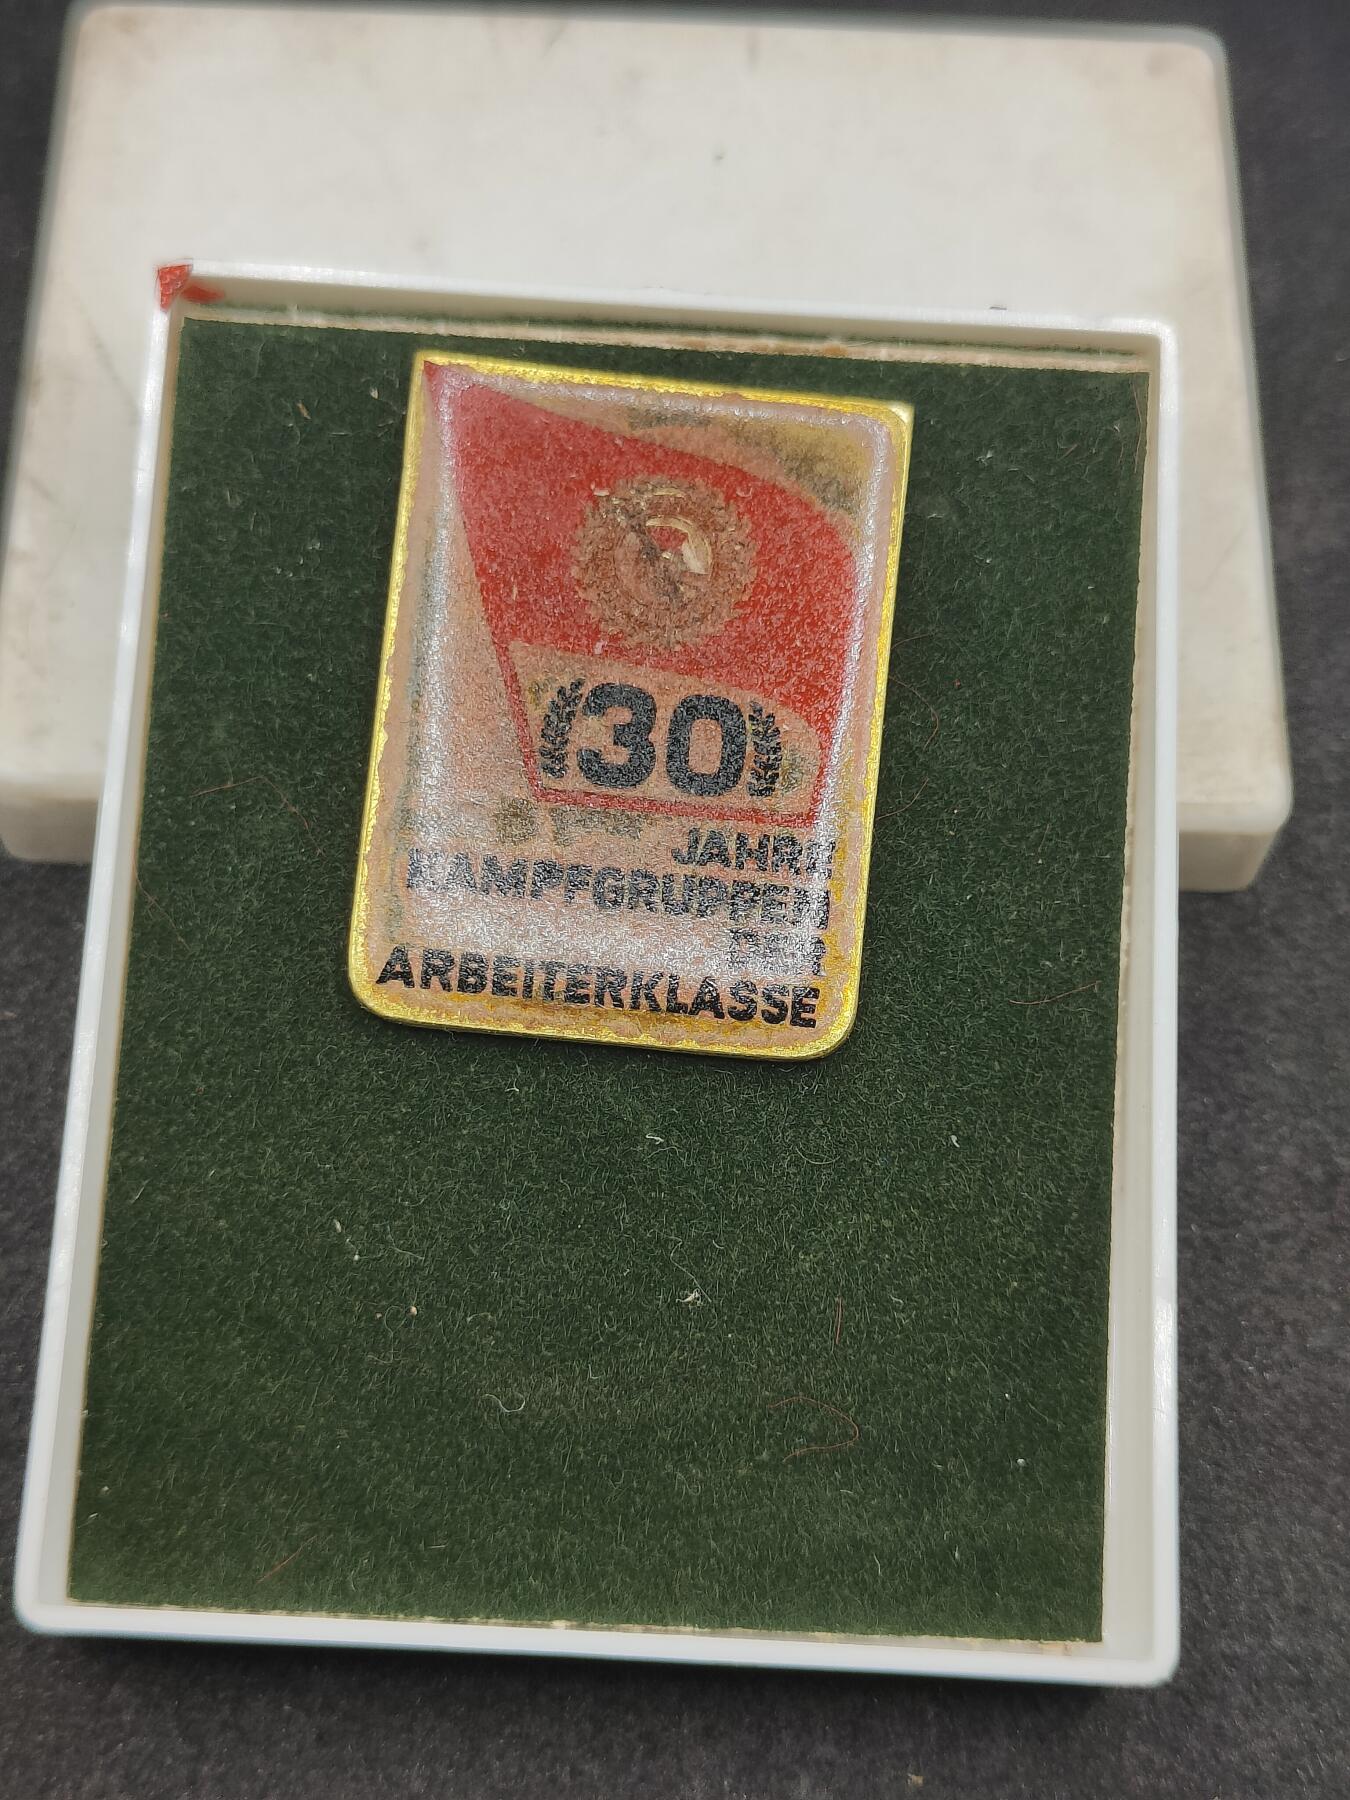 30
JAHRE
KAMPFGRUPPEN
DER
ARBEITERKLASSE